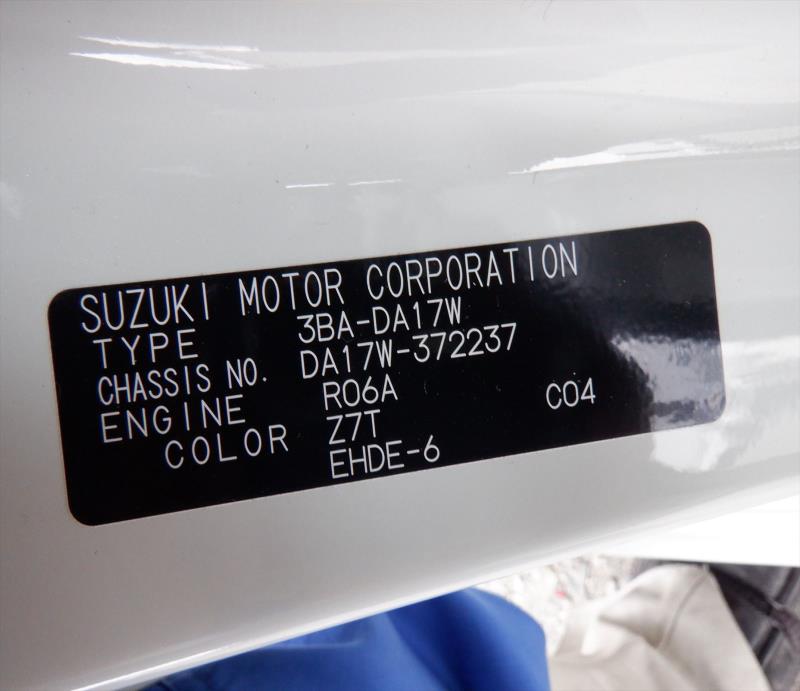 SUZUKI MOTOR CORPORATION
TYPE 3BA-DA17W
CHASSIS NO. DA17W-372237
ENGINE R06A C04
COLOR Z7T
EHDE-6